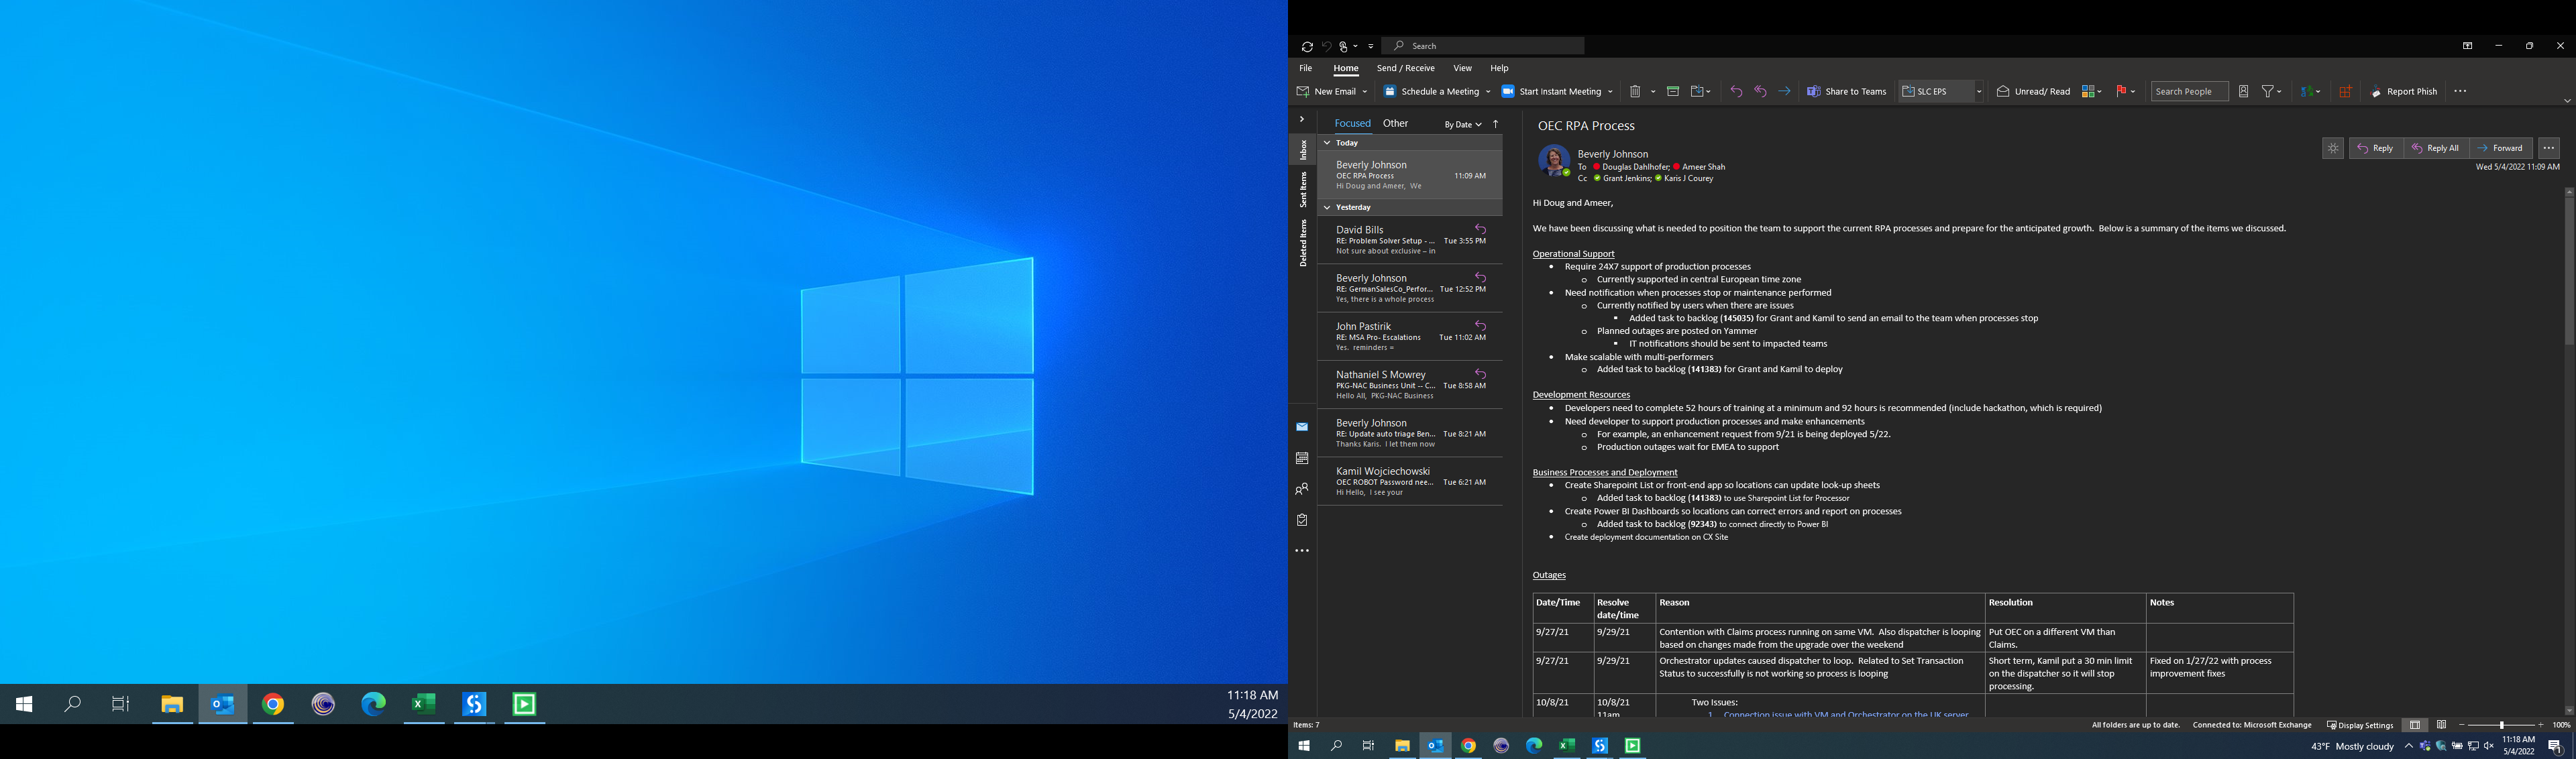 11:18 AM
5/4/2022
Search
File Home Send / Receive View Help
New Email Schedule a Meeting Start Instant Meeting Share to Teams SLC EPS Unread/ Read Search People Report Phish
Inbox
Sent Items
Deleted Items
Focused Other By Date
Today
Beverly Johnson
OEC RPA Process 11:09 AM
Hi Doug and Ameer, We
Yesterday
David Bills
RE: Problem Solver Setup - ... Tue 3:55 PM
Not sure about exclusive – in
Beverly Johnson
RE: GermanSalesCo_Perfor... Tue 12:52 PM
Yes, there is a whole process
John Pastirik
RE: MSA Pro- Escalations Tue 11:02 AM
Yes. reminders =
Nathaniel S Mowrey
PKG-NAC Business Unit -- C... Tue 8:58 AM
Hello All, PKG-NAC Business
Beverly Johnson
RE: Update auto triage Ben... Tue 8:21 AM
Thanks Karis. I let them now
Kamil Wojciechowski
OEC ROBOT Password nee... Tue 6:21 AM
Hi Hello, I see your
OEC RPA Process
Beverly Johnson
To Douglas Dahlhofer; Ameer Shah
Cc Grant Jenkins; Karis J Courey
Reply Reply All Forward
Wed 5/4/2022 11:09 AM
Hi Doug and Ameer,
We have been discussing what is needed to position the team to support the current RPA processes and prepare for the anticipated growth. Below is a summary of the items we discussed.
Operational Support
• Require 24X7 support of production processes
o Currently supported in central European time zone
• Need notification when processes stop or maintenance performed
o Currently notified by users when there are issues
▪ Added task to backlog (145035) for Grant and Kamil to send an email to the team when processes stop
o Planned outages are posted on Yammer
▪ IT notifications should be sent to impacted teams
• Make scalable with multi-performers
o Added task to backlog (141383) for Grant and Kamil to deploy
Development Resources
• Developers need to complete 52 hours of training at a minimum and 92 hours is recommended (include hackathon, which is required)
• Need developer to support production processes and make enhancements
o For example, an enhancement request from 9/21 is being deployed 5/22.
o Production outages wait for EMEA to support
Business Processes and Deployment
• Create Sharepoint List or front-end app so locations can update look-up sheets
o Added task to backlog (141383) to use Sharepoint List for Processor
• Create Power BI Dashboards so locations can correct errors and report on processes
o Added task to backlog (92343) to connect directly to Power BI
• Create deployment documentation on CX Site
Outages
Date/Time Resolve date/time Reason Resolution Notes
9/27/21 9/29/21 Contention with Claims process running on same VM. Also dispatcher is looping based on changes made from the upgrade over the weekend Put OEC on a different VM than Claims.
9/27/21 9/29/21 Orchestrator updates caused dispatcher to loop. Related to Set Transaction Status to successfully is not working so process is looping Short term, Kamil put a 30 min limit on the dispatcher so it will stop processing. Fixed on 1/27/22 with process improvement fixes
10/8/21 10/8/21 11am Two Issues:
1. Connection issue with VM and Orchestrator on the UK server
Items: 7 All folders are up to date. Connected to: Microsoft Exchange Display Settings 100%
43°F Mostly cloudy 11:18 AM
5/4/2022
1